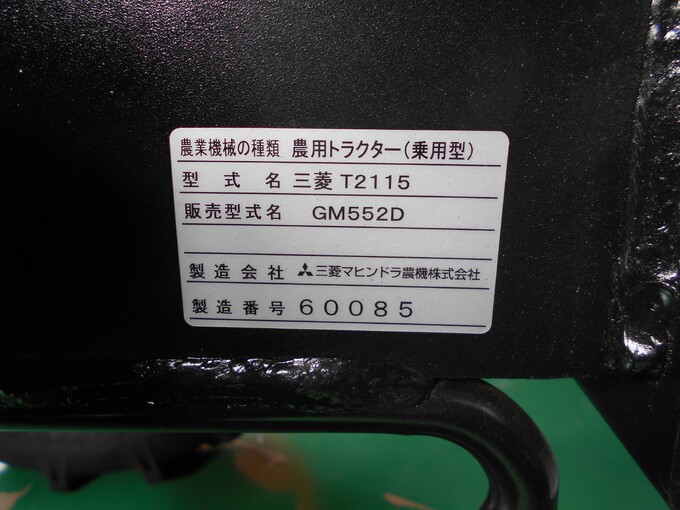 農業機械の種類 農用トラクター(乗用型)
型式名 三菱 T2115
販売型式名 GM552D
製造会社 三菱マヒンドラ農機株式会社
製造番号 60085